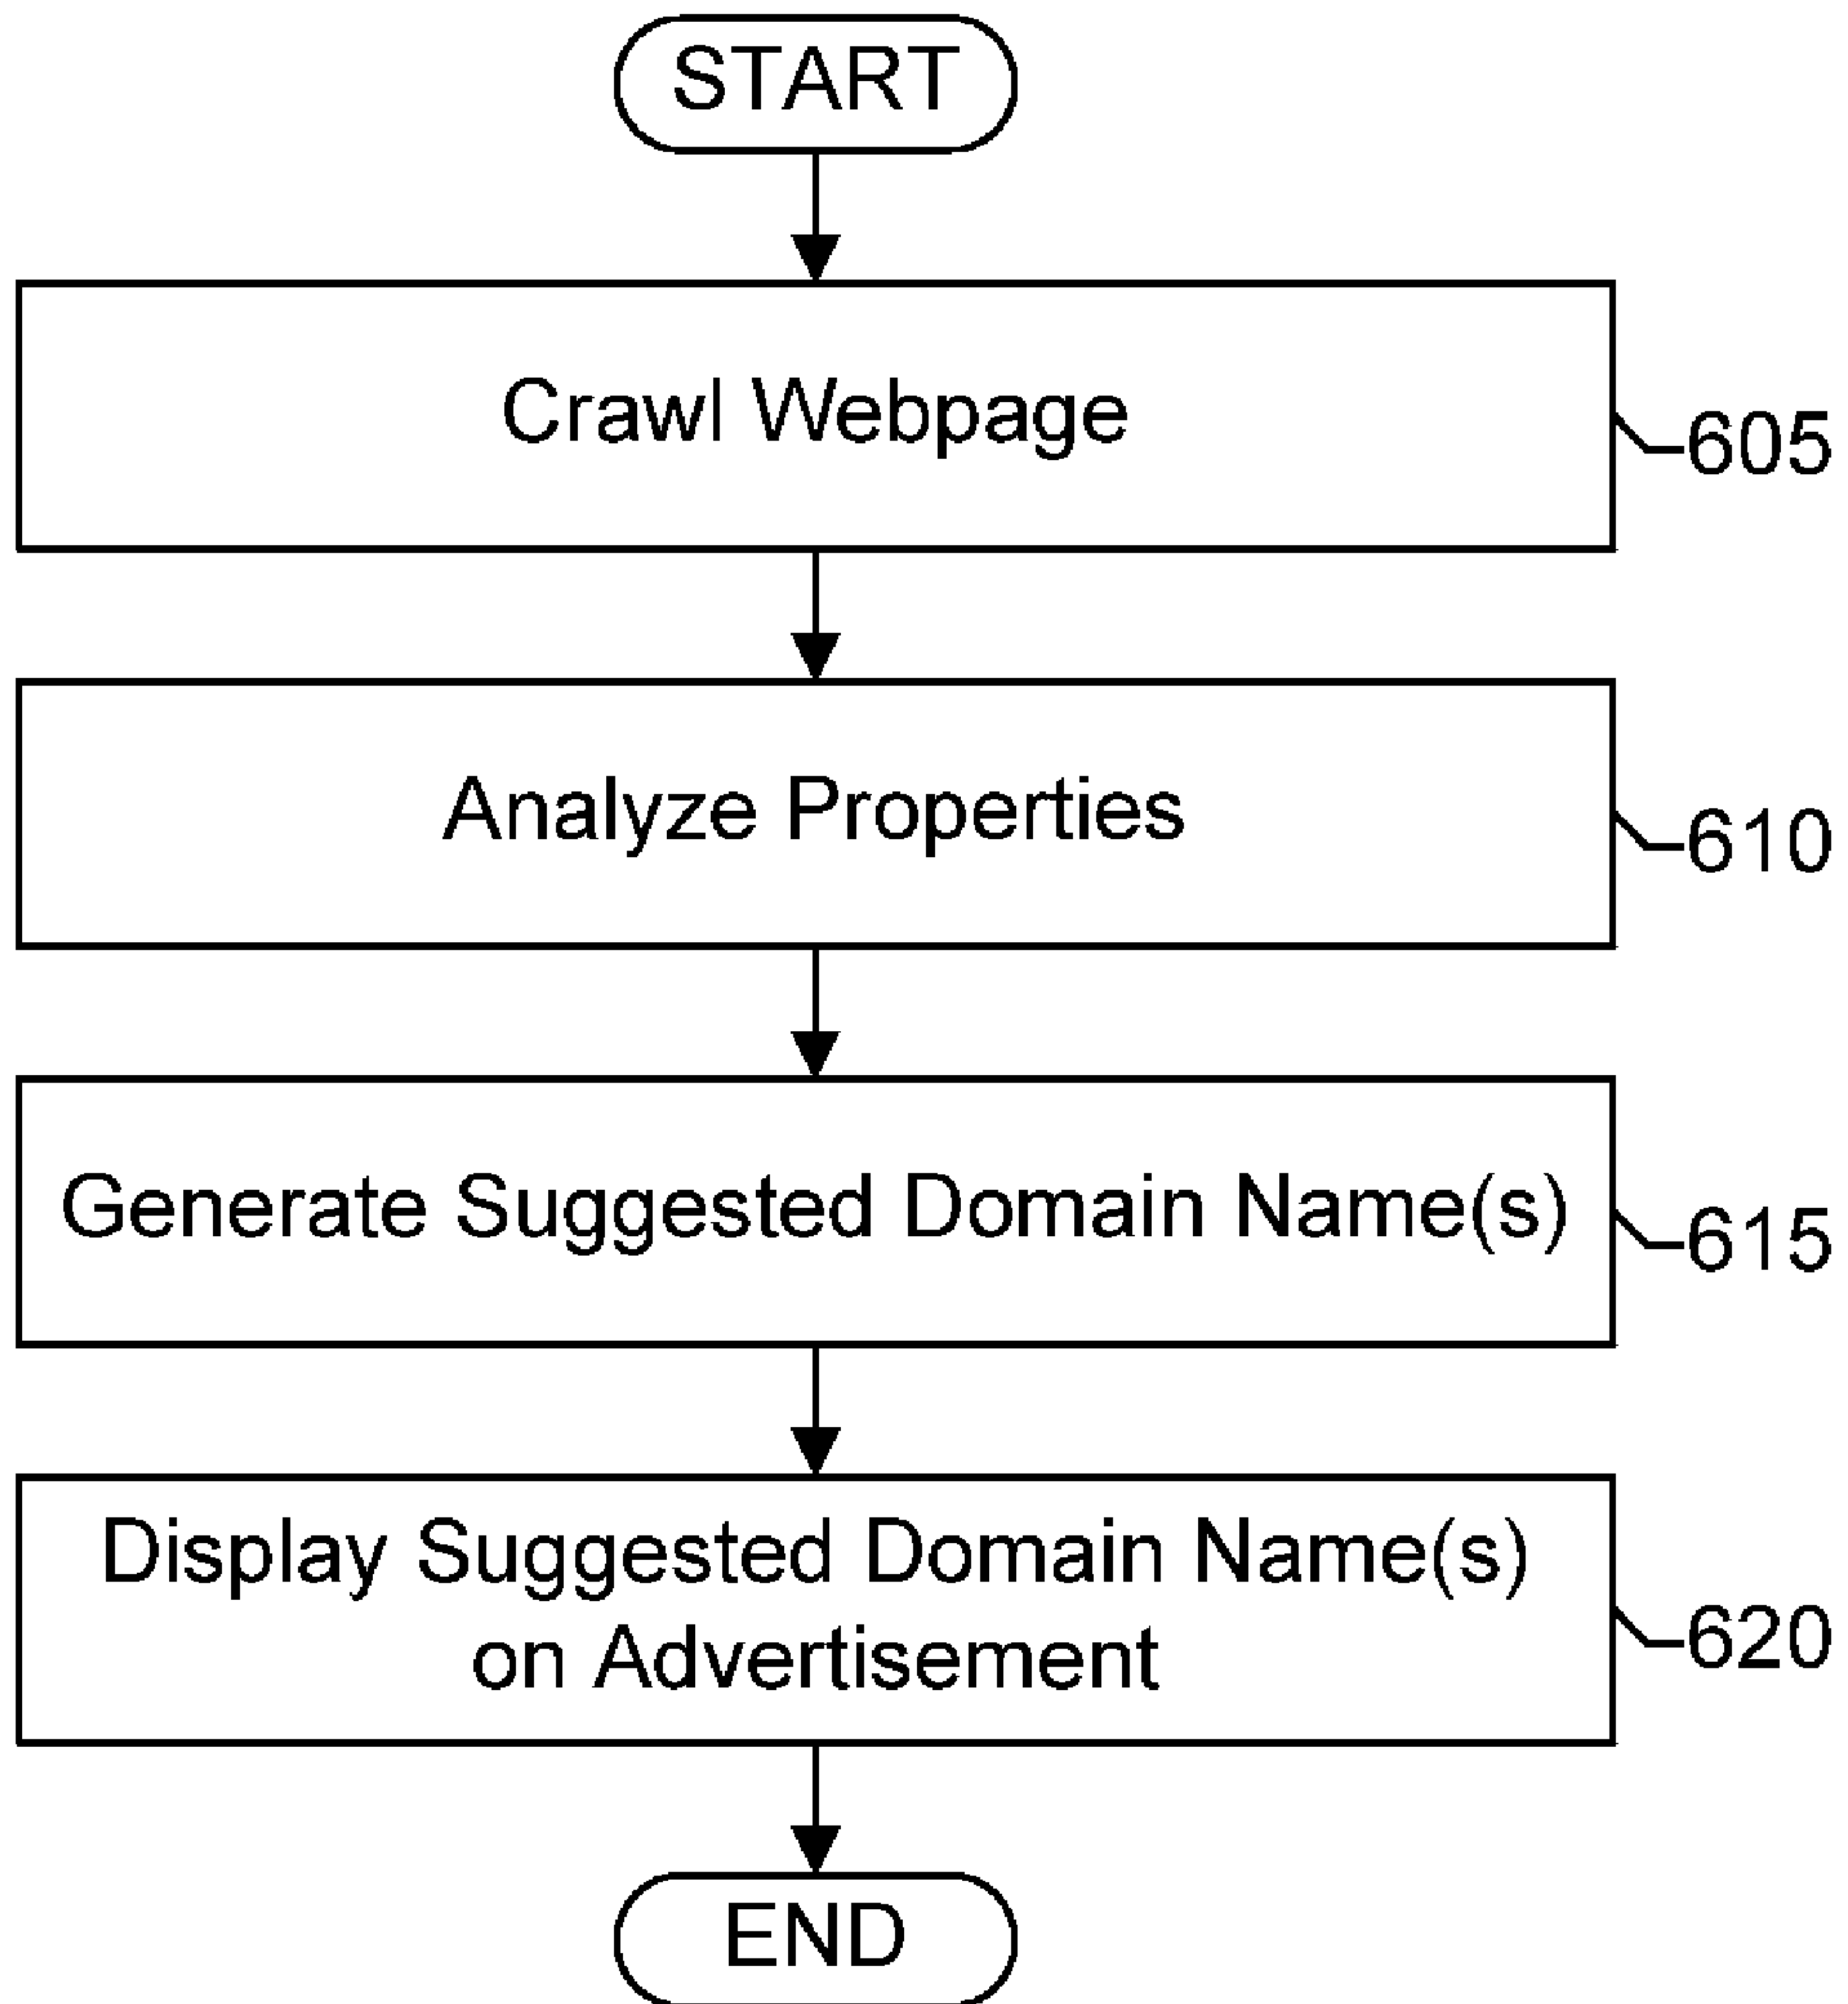 START
Crawl Webpage
605
Analyze Properties
610
Generate Suggested Domain Name(s)
615
Display Suggested Domain Name(s)
on Advertisement
620
END